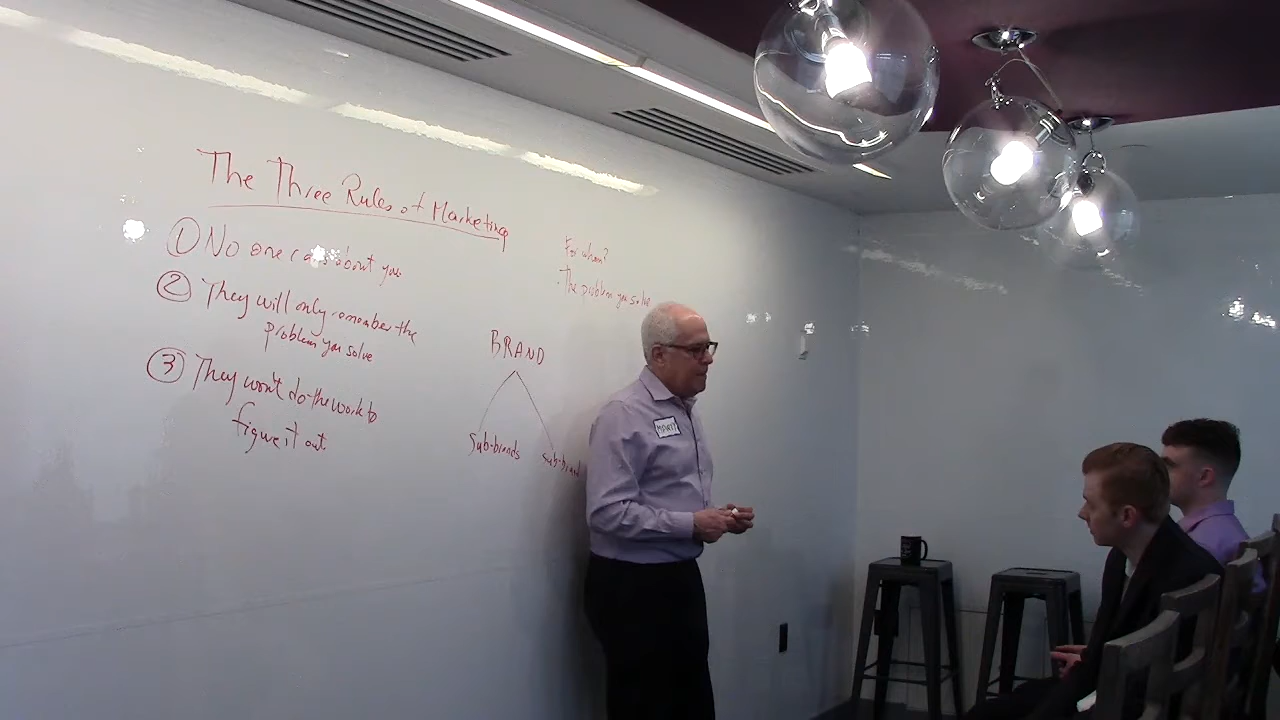 The Three Rules of Marketing
① No one cares about you
② They will only remember the
problem you solve
③ They won't do the work to
figure it out.
For whom?
. The problem you solve
BRAND
Sub-brands
Sub-brand